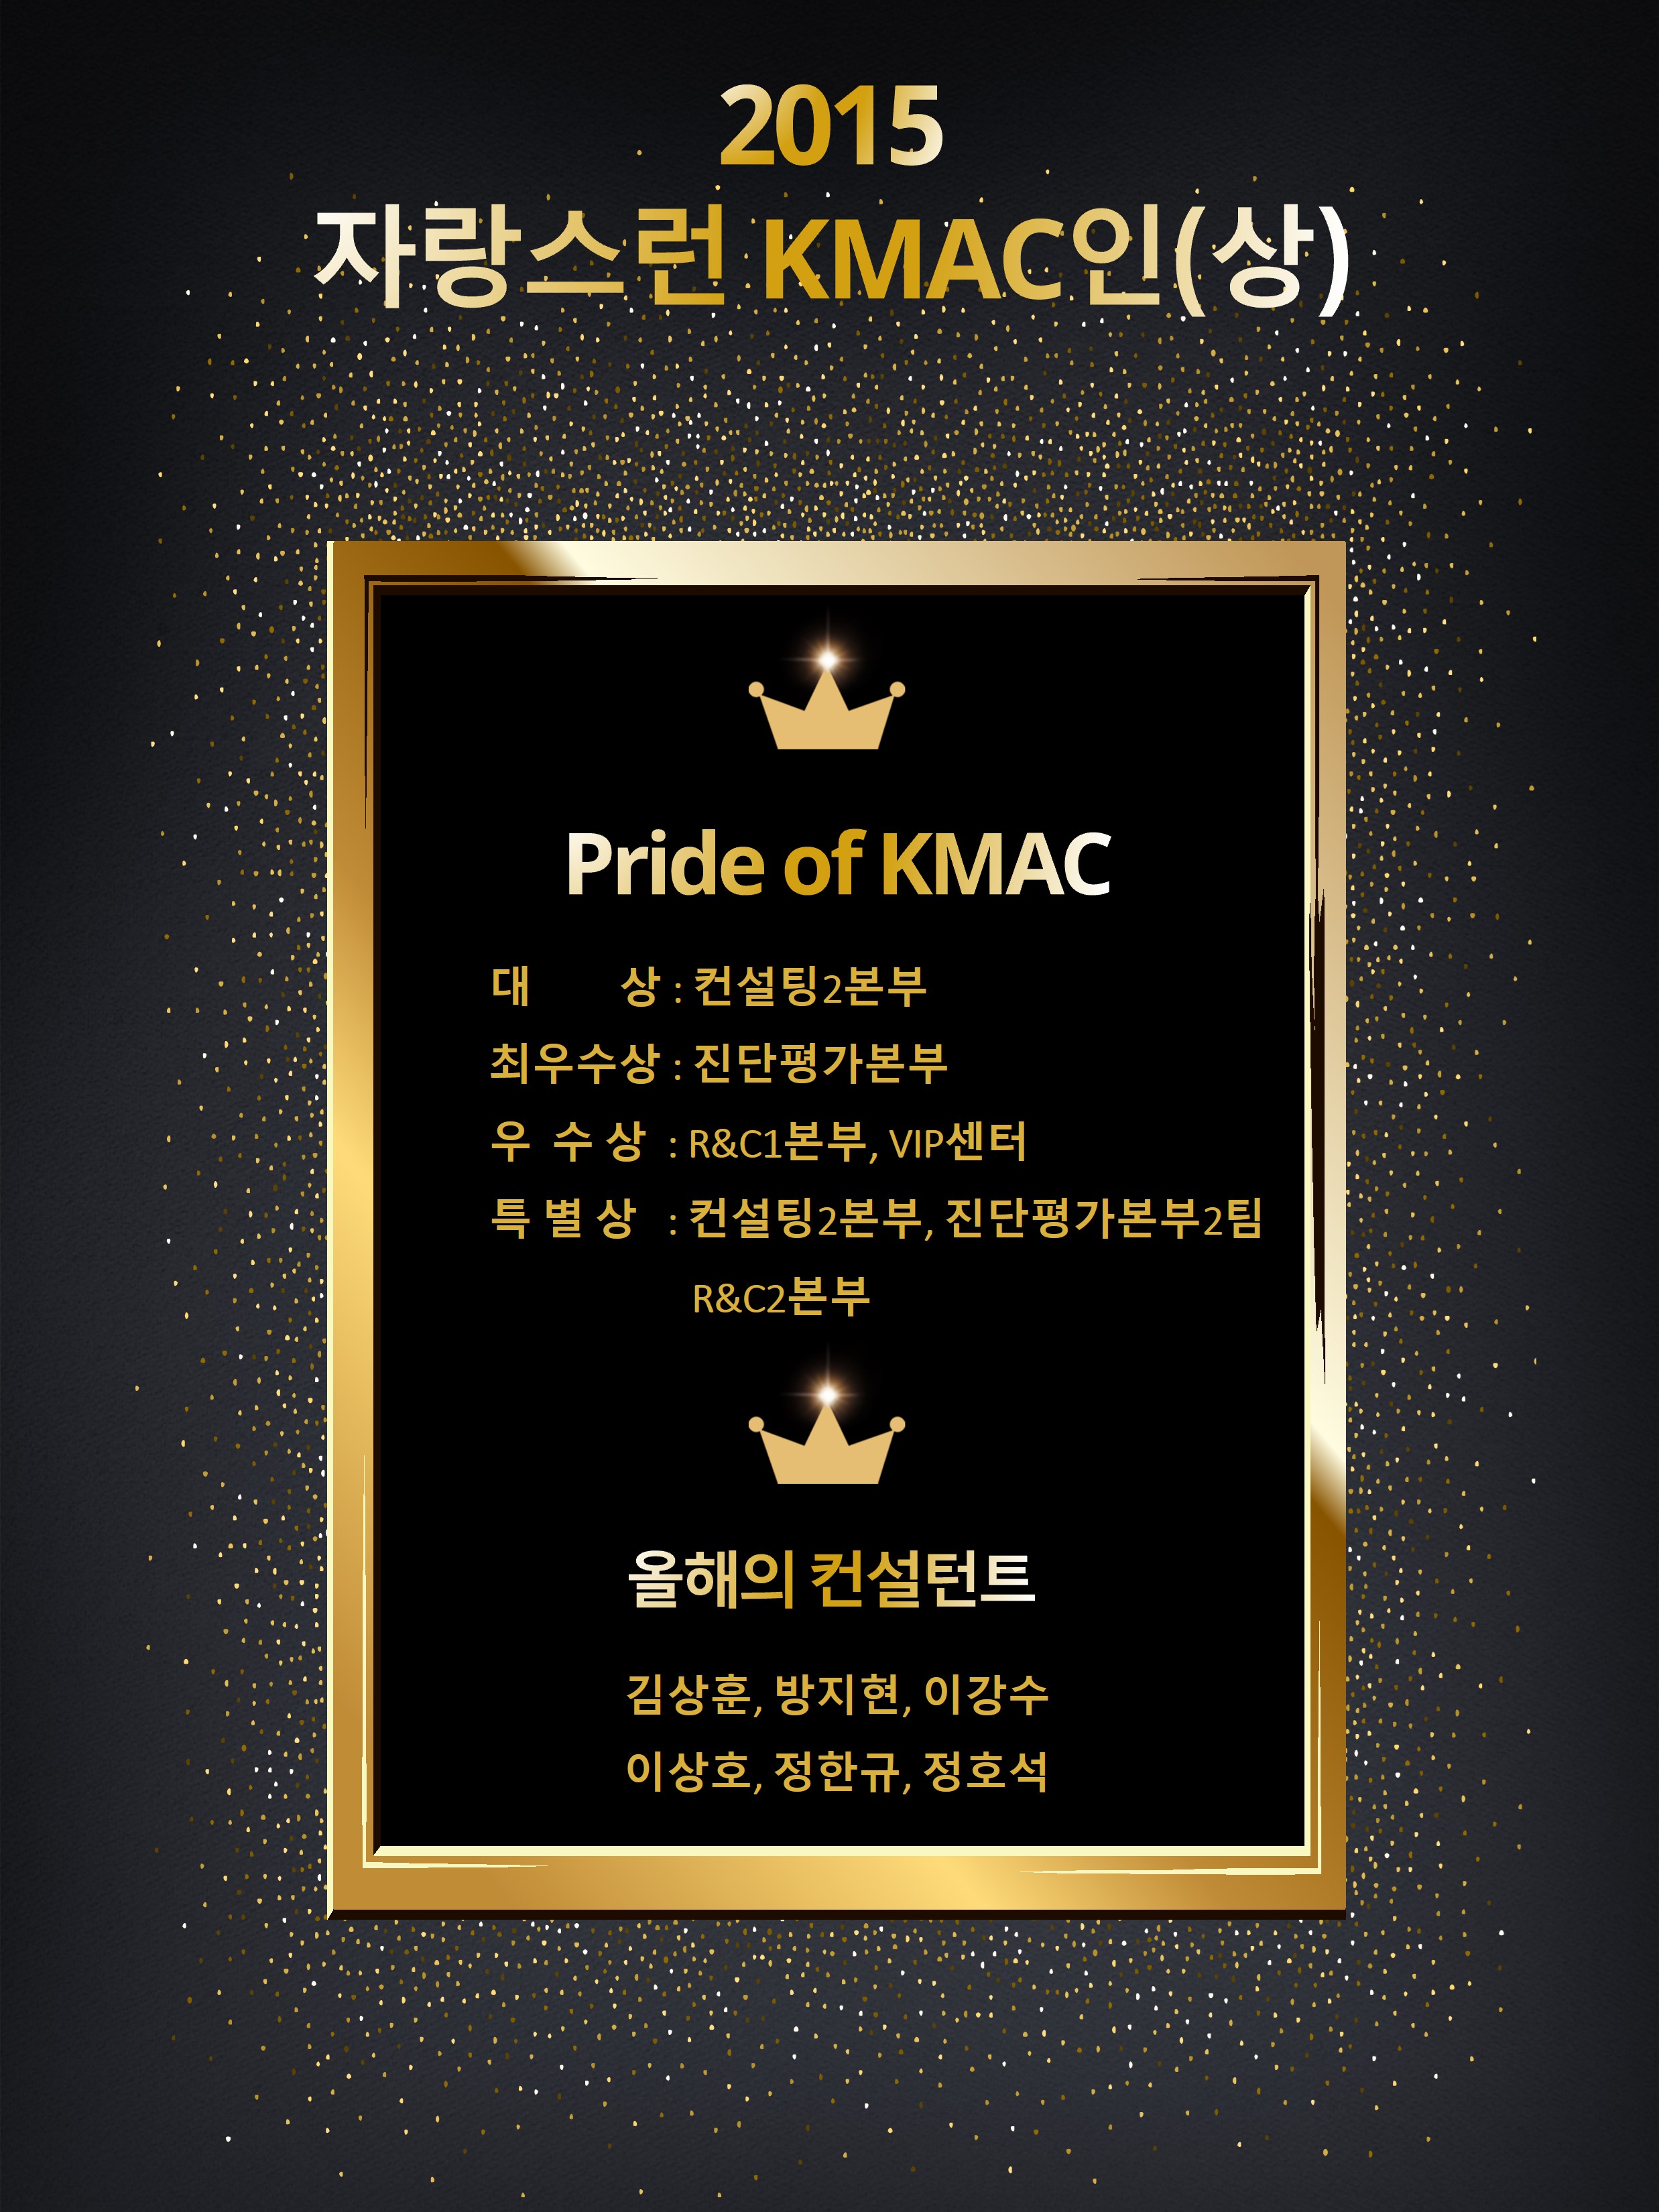 2015
자랑스런 KMAC인(상)
Pride of KMAC
대 상 : 컨설팅2본부
최우수상 : 진단평가본부
우 수 상 : R&C1본부, VIP센터
특 별 상 : 컨설팅2본부, 진단평가본부2팀
R&C2본부
올해의 컨설턴트
김상훈, 방지현, 이강수
이상호, 정한규, 정호석